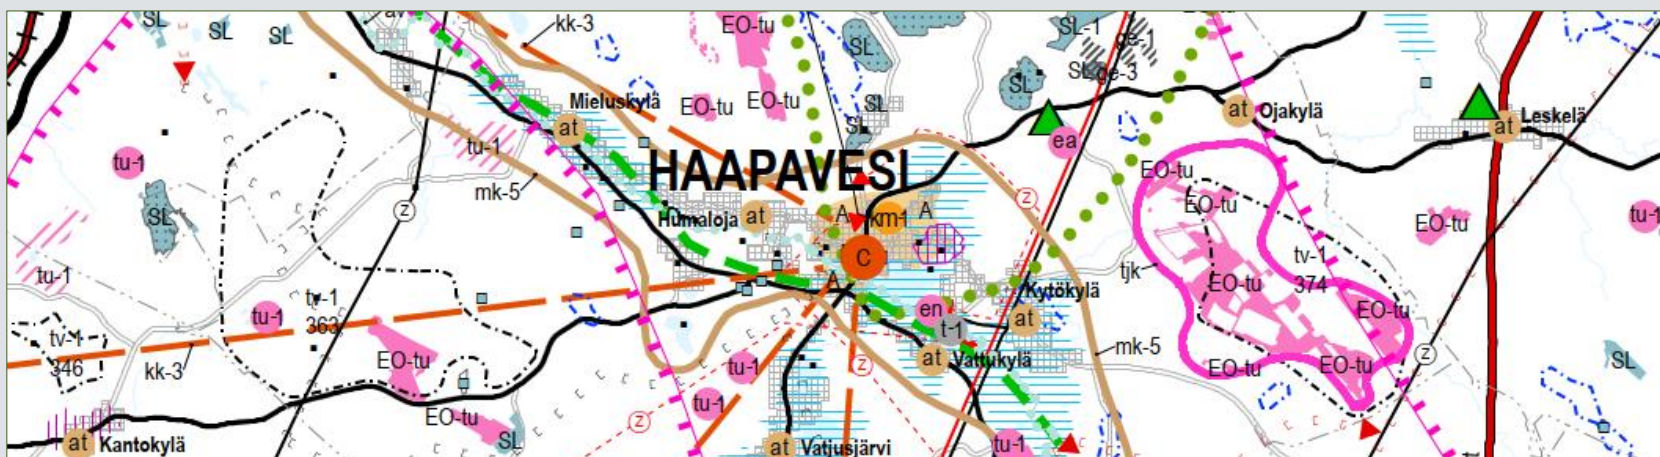 SL
SL
SL
av
kk-3
EO-tu
SL
SL-1
ge-1
SL
ge-3
SL
EO-tu
EO-tu
SL
Mieluskylä
at
at
Ojakylä
Leskelä
at
tu-1
tu-1
ea
HAAPAVESI
EO-tu
mk-5
SL
z
z
EO-tu
EO-tu
tu-1
Humaloja
at
A
km-1
A
tv-1
374
tu-1
C
tjk
EO-tu
A
Kytökylä
tv-1
363
tu-1
en
t-1
at
EO-tu
tv-1
346
kk-3
EO-tu
z
at
Vattukylä
mk-5
z
EO-tu
EO-tu
SL
tu-1
tu-1
z
EO-tu
SL
at
Kantokylä
at
Vatjusjärvi
tu-1